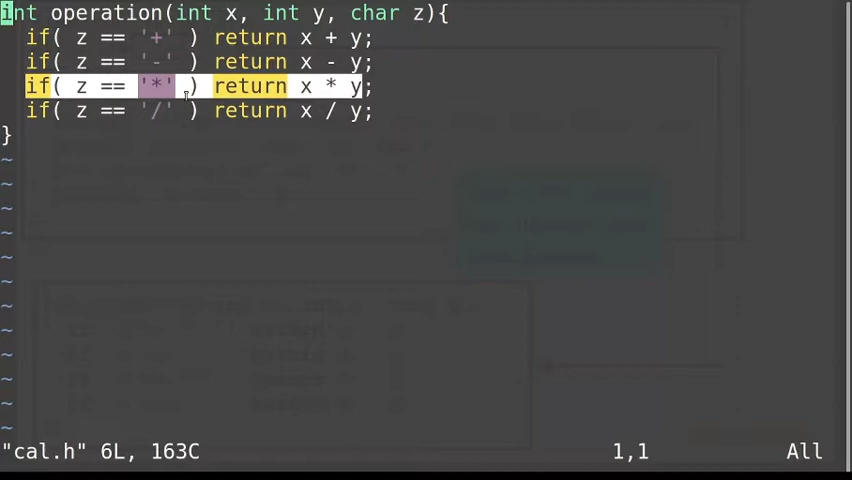 int operation(int x, int y, char z){
if( z == '+' ) return x + y;
if( z == '-' ) return x - y;
if( z == '*' ) return x * y;
if( z == '/' ) return x / y;
}
~
~
~
~
~
~
~
~
~
~
~
~
"cal.h" 6L, 163C 1,1 All